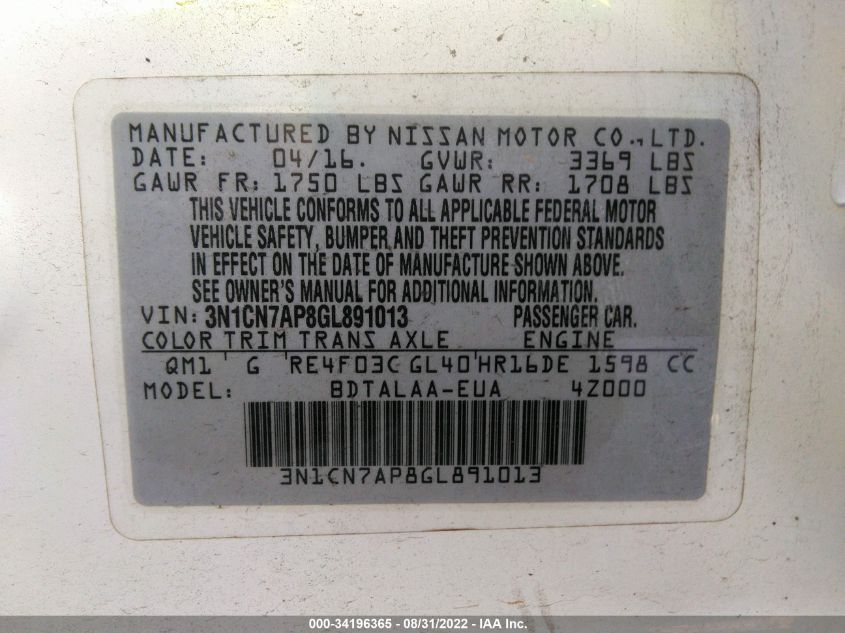 MANUFACTURED BY NISSAN MOTOR CO., LTD.
DATE: 04/16. GVWR: 3369 LBS
GAWR FR: 1750 LBS GAWR RR: 1708 LBS
THIS VEHICLE CONFORMS TO ALL APPLICABLE FEDERAL MOTOR
VEHICLE SAFETY, BUMPER AND THEFT PREVENTION STANDARDS
IN EFFECT ON THE DATE OF MANUFACTURE SHOWN ABOVE.
SEE OWNER'S MANUAL FOR ADDITIONAL INFORMATION.
VIN: 3N1CN7AP8GL891013 PASSENGER CAR.
COLOR TRIM TRANS AXLE ENGINE
QM1 G RE4F03C GL40 HR16DE 1598 CC
MODEL: BDTALAA-EUA 4Z000
3N1CN7AP8GL891013
000-34196365 - 08/31/2022 - IAA Inc.